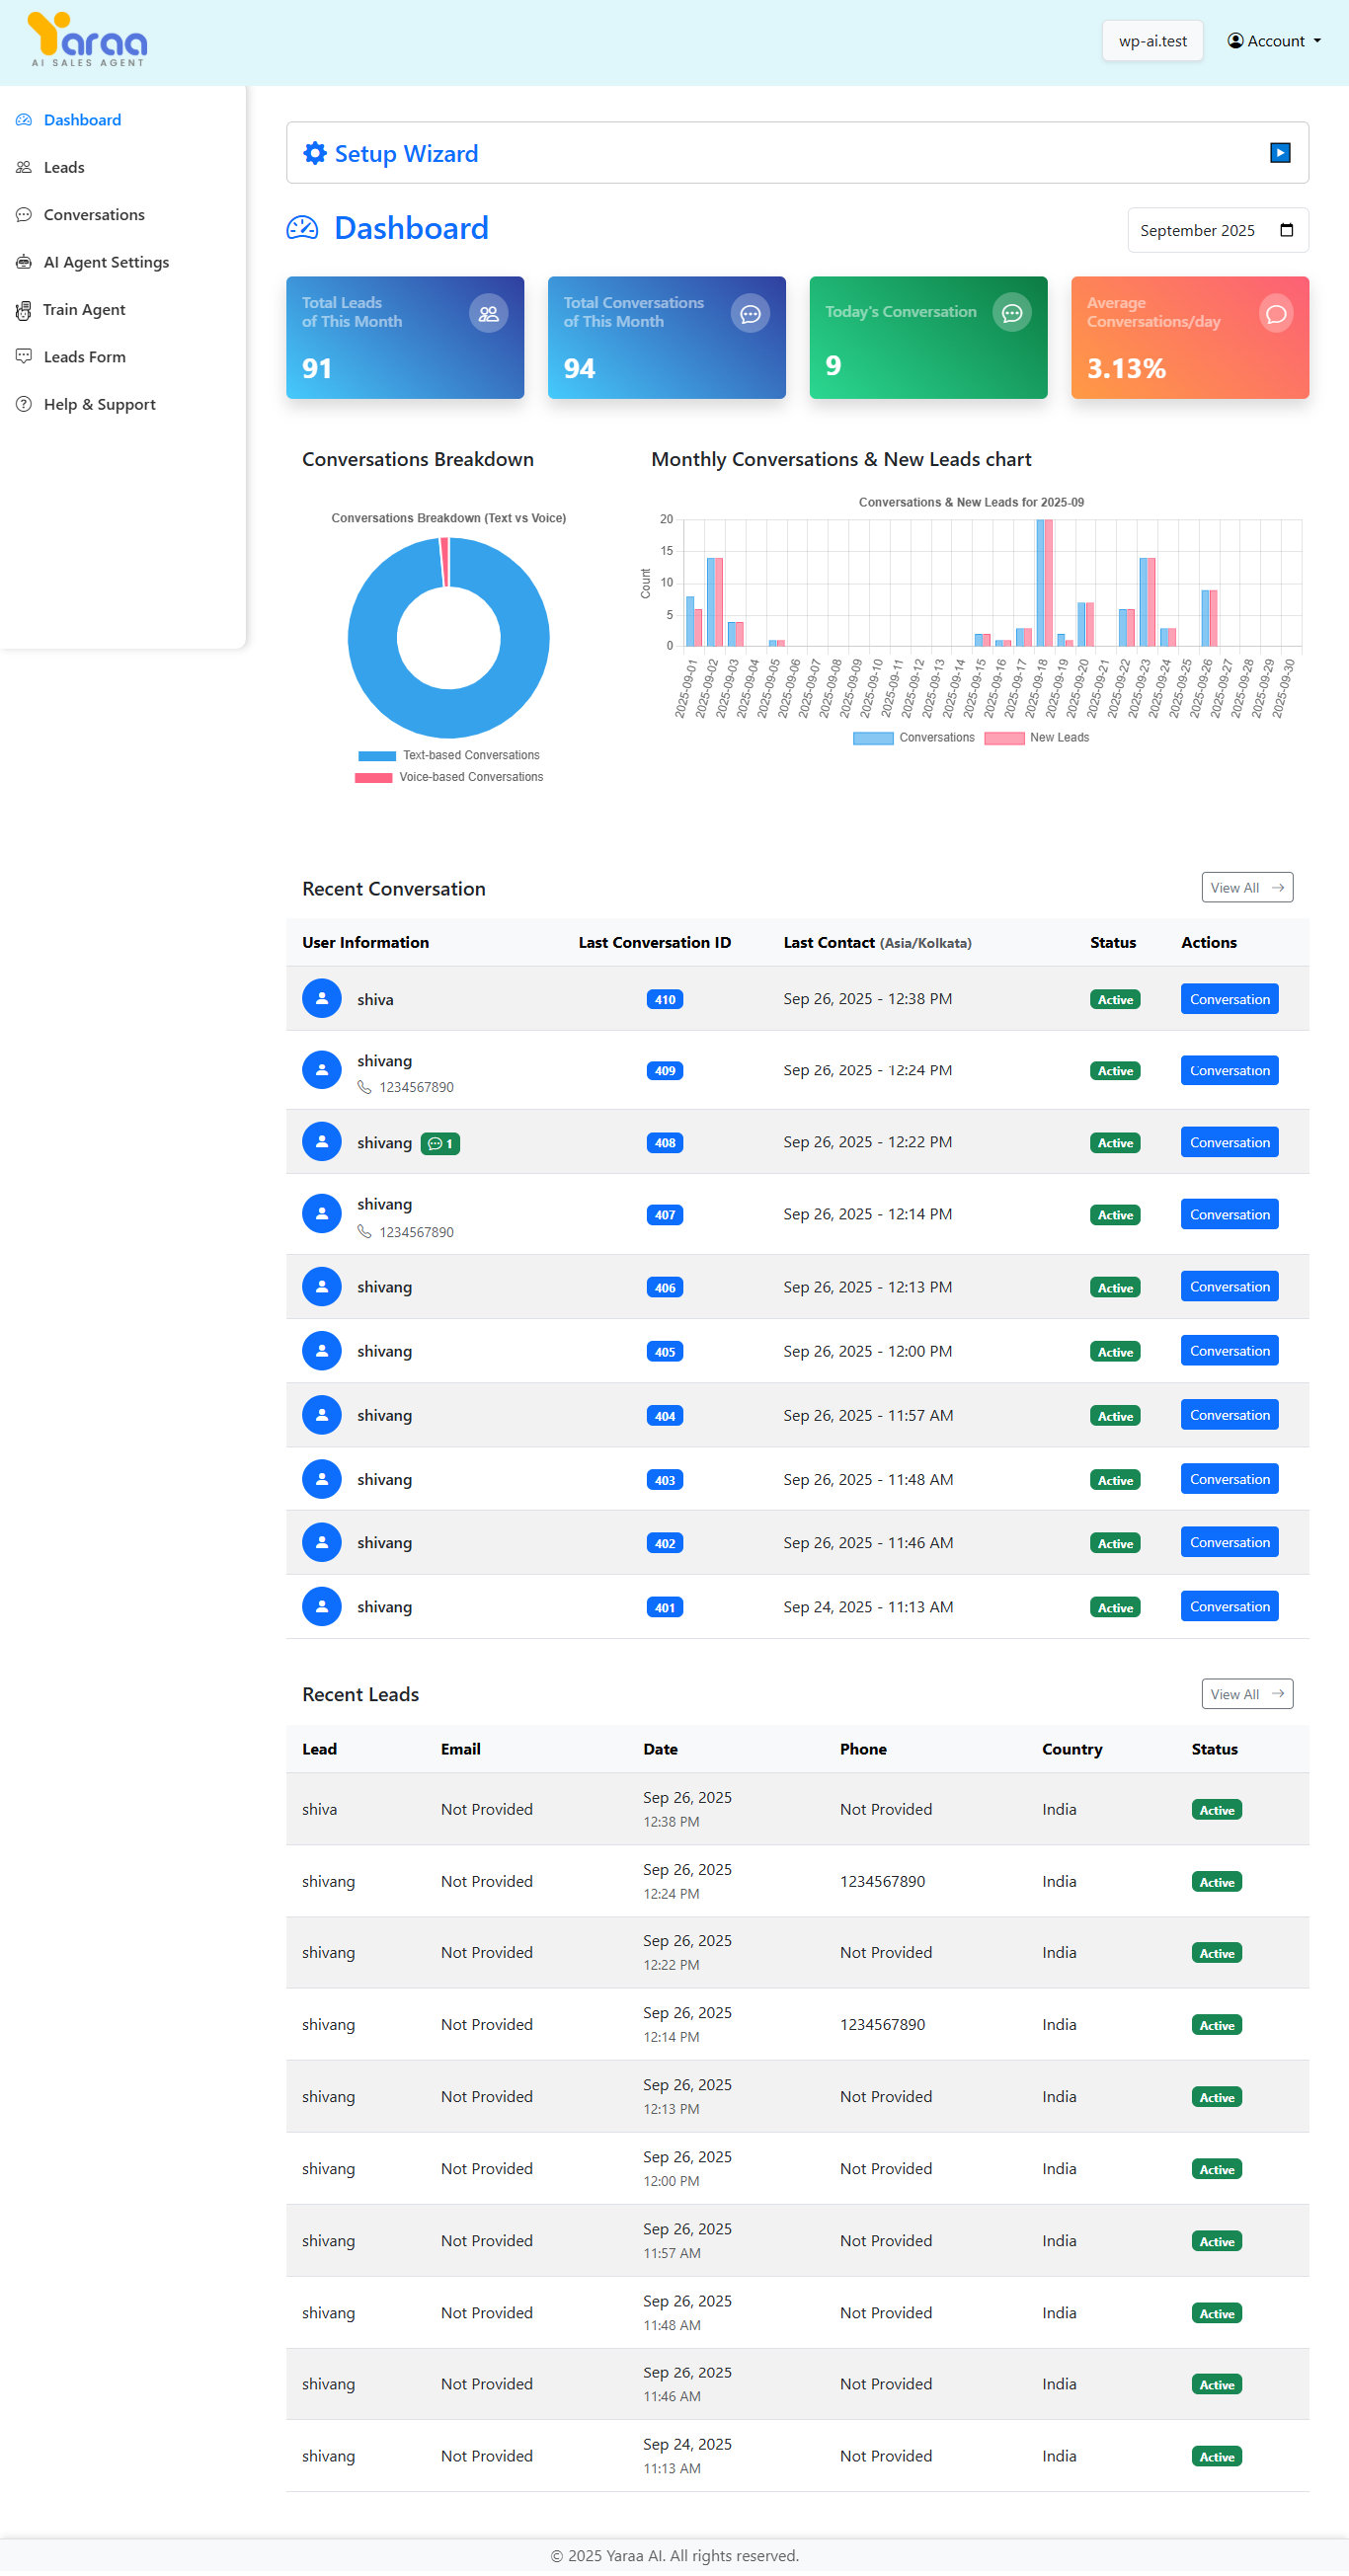 Yaraa
AI SALES AGENT
wp-ai.test
Account
Dashboard
Leads
Conversations
AI Agent Settings
Train Agent
Leads Form
Help & Support
Setup Wizard
Dashboard
September 2025
Total Leads
of This Month
91
Total Conversations
of This Month
94
Today's Conversation
9
Average
Conversations/day
3.13%
Conversations Breakdown
Conversations Breakdown (Text vs Voice)
Text-based Conversations
Voice-based Conversations
Monthly Conversations & New Leads chart
Conversations & New Leads for 2025-09
Count
20
15
10
5
0
2025-09-01
2025-09-02
2025-09-03
2025-09-04
2025-09-05
2025-09-06
2025-09-07
2025-09-08
2025-09-09
2025-09-10
2025-09-11
2025-09-12
2025-09-13
2025-09-14
2025-09-15
2025-09-16
2025-09-17
2025-09-18
2025-09-19
2025-09-20
2025-09-21
2025-09-22
2025-09-23
2025-09-24
2025-09-25
2025-09-26
2025-09-27
2025-09-28
2025-09-29
2025-09-30
Conversations New Leads
Recent Conversation View All
User Information Last Conversation ID Last Contact (Asia/Kolkata) Status Actions
shiva 410 Sep 26, 2025 - 12:38 PM Active Conversation
shivang 409 Sep 26, 2025 - 12:24 PM Active Conversation
1234567890
shivang 1 408 Sep 26, 2025 - 12:22 PM Active Conversation
shivang 407 Sep 26, 2025 - 12:14 PM Active Conversation
1234567890
shivang 406 Sep 26, 2025 - 12:13 PM Active Conversation
shivang 405 Sep 26, 2025 - 12:00 PM Active Conversation
shivang 404 Sep 26, 2025 - 11:57 AM Active Conversation
shivang 403 Sep 26, 2025 - 11:48 AM Active Conversation
shivang 402 Sep 26, 2025 - 11:46 AM Active Conversation
shivang 401 Sep 24, 2025 - 11:13 AM Active Conversation
Recent Leads View All
Lead Email Date Phone Country Status
shiva Not Provided Sep 26, 2025 Not Provided India Active
12:38 PM
shivang Not Provided Sep 26, 2025 1234567890 India Active
12:24 PM
shivang Not Provided Sep 26, 2025 Not Provided India Active
12:22 PM
shivang Not Provided Sep 26, 2025 1234567890 India Active
12:14 PM
shivang Not Provided Sep 26, 2025 Not Provided India Active
12:13 PM
shivang Not Provided Sep 26, 2025 Not Provided India Active
12:00 PM
shivang Not Provided Sep 26, 2025 Not Provided India Active
11:57 AM
shivang Not Provided Sep 26, 2025 Not Provided India Active
11:48 AM
shivang Not Provided Sep 26, 2025 Not Provided India Active
11:46 AM
shivang Not Provided Sep 24, 2025 Not Provided India Active
11:13 AM
© 2025 Yaraa AI. All rights reserved.